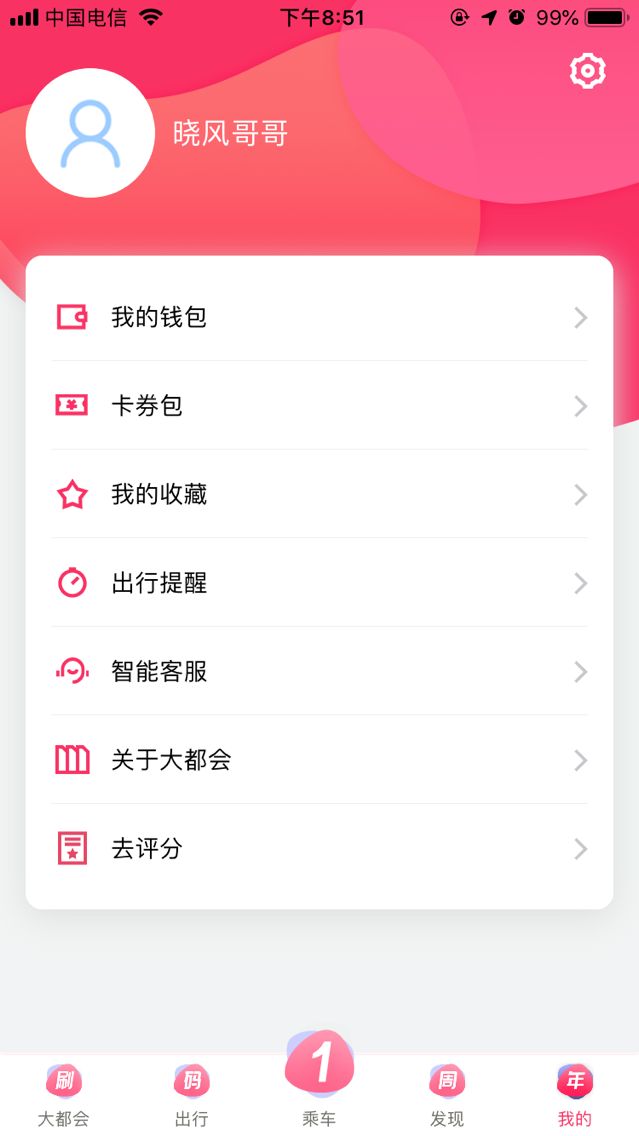 中国电信 下午8:51 99%
晓风哥哥
我的钱包
卡券包
我的收藏
出行提醒
智能客服
关于大都会
去评分
刷 码 1 周 年
大都会 出行 乘车 发现 我的